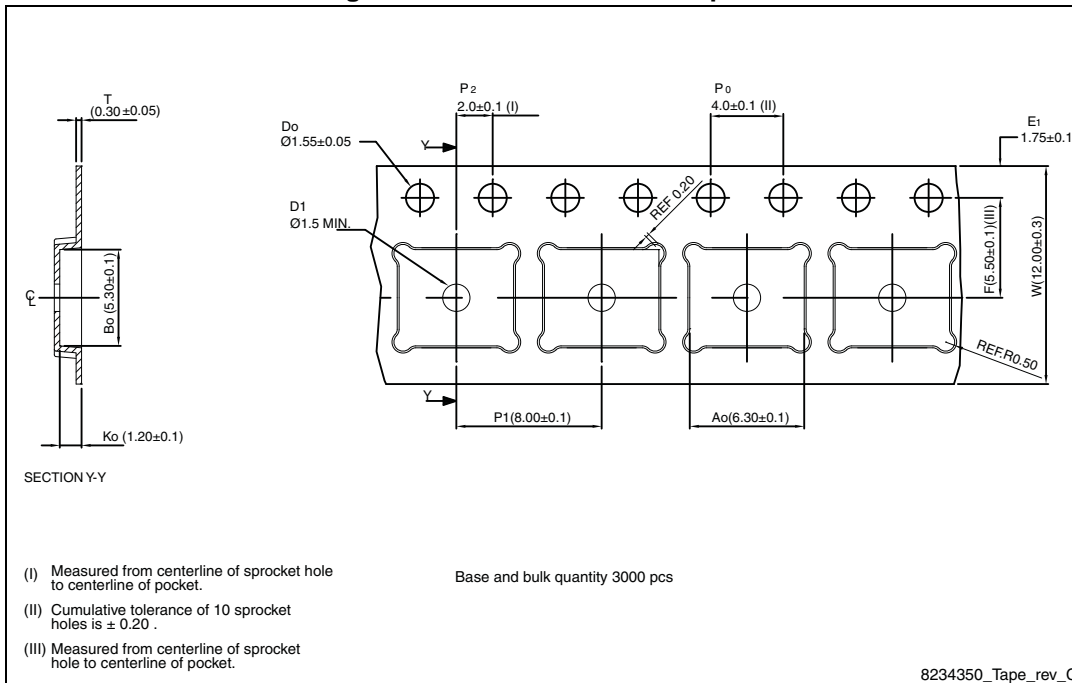 T
(0.30±0.05)
P2
2.0±0.1 (I)
P0
4.0±0.1 (II)
Do
Ø1.55±0.05
Y
E1
1.75±0.1
D1
Ø1.5 MIN.
REF 0.20
F(5.50±0.1)(III)
W(12.00±0.3)
Bo (5.30±0.1)
REF.R0.50
Y
P1(8.00±0.1)
Ao(6.30±0.1)
Ko (1.20±0.1)
SECTION Y-Y
(I) Measured from centerline of sprocket hole
to centerline of pocket.
Base and bulk quantity 3000 pcs
(II) Cumulative tolerance of 10 sprocket
holes is ± 0.20 .
(III) Measured from centerline of sprocket
hole to centerline of pocket.